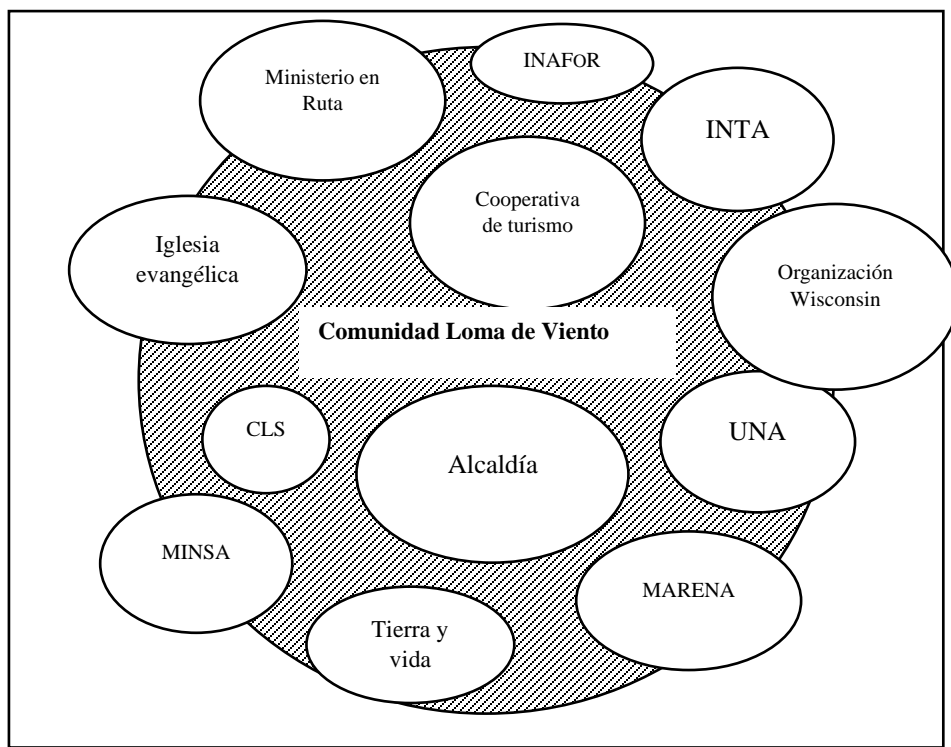 INAFOR
Ministerio en
Ruta
INTA
Cooperativa
de turismo
Iglesia
evangélica
Organización
Wisconsin
Comunidad Loma de Viento
CLS
UNA
Alcaldía
MINSA
MARENA
Tierra y
vida